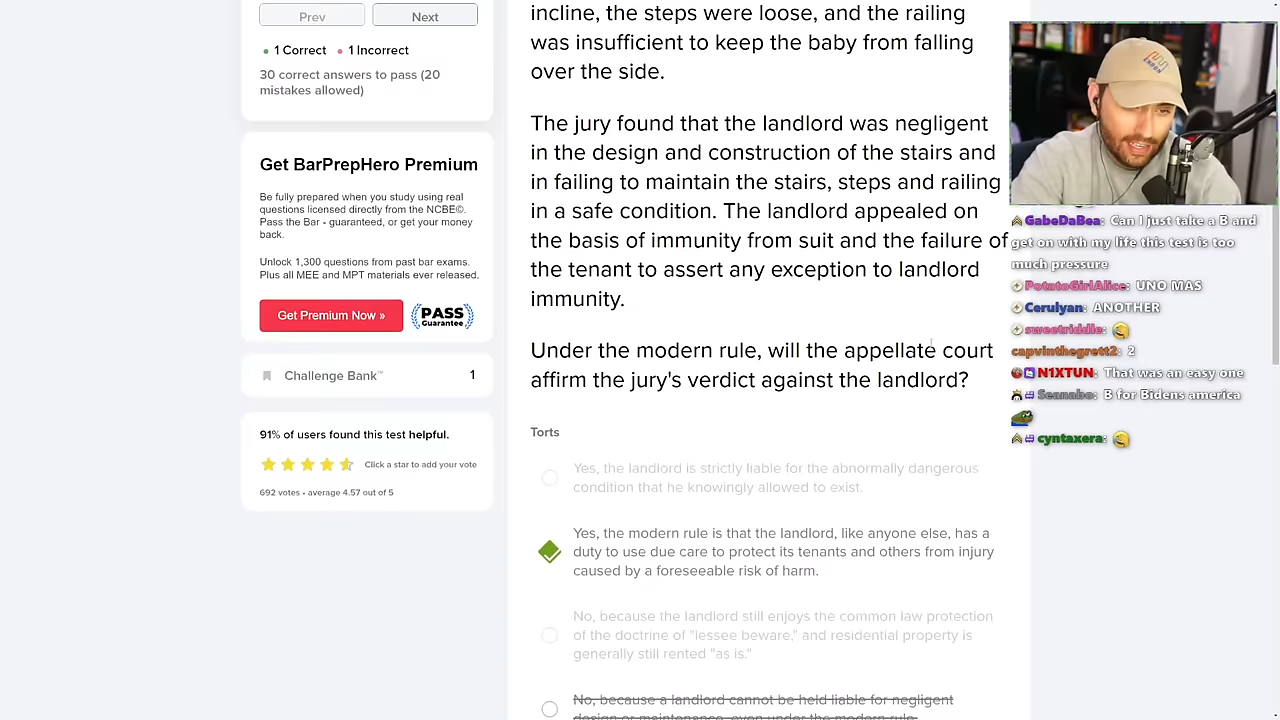 Prev
Next
1 Correct
1 Incorrect
30 correct answers to pass (20
mistakes allowed)
Get BarPrepHero Premium
Be fully prepared when you study using real
questions licensed directly from the NCBE©.
Pass the Bar - guaranteed, or get your money
back.
Unlock 1,300 questions from past bar exams.
Plus all MEE and MPT materials ever released.
Get Premium Now »
PASS
Guarantee
Challenge Bank™
1
91% of users found this test helpful.
Click a star to add your vote
692 votes • average 4.57 out of 5
incline, the steps were loose, and the railing
was insufficient to keep the baby from falling
over the side.
The jury found that the landlord was negligent
in the design and construction of the stairs and
in failing to maintain the stairs, steps and railing
in a safe condition. The landlord appealed on
the basis of immunity from suit and the failure of
the tenant to assert any exception to landlord
immunity.
Under the modern rule, will the appellate court
affirm the jury's verdict against the landlord?
Torts
Yes, the landlord is strictly liable for the abnormally dangerous
condition that he knowingly allowed to exist.
Yes, the modern rule is that the landlord, like anyone else, has a
duty to use due care to protect its tenants and others from injury
caused by a foreseeable risk of harm.
No, because the landlord still enjoys the common law protection
of the doctrine of "lessee beware," and residential property is
generally still rented "as is."
No, because a landlord cannot be held liable for negligent
design or maintenance, even under the modern rule.
GabeDaBea: Can I just take a B and
get on with my life this test is too
much pressure
PotatoGirlAlice: UNO MAS
Cerulyan: ANOTHER
sweetriddle:
capvinthegrett2: 2
N1XTUN: That was an easy one
Seanabo: B for Bidens america
cyntaxera: